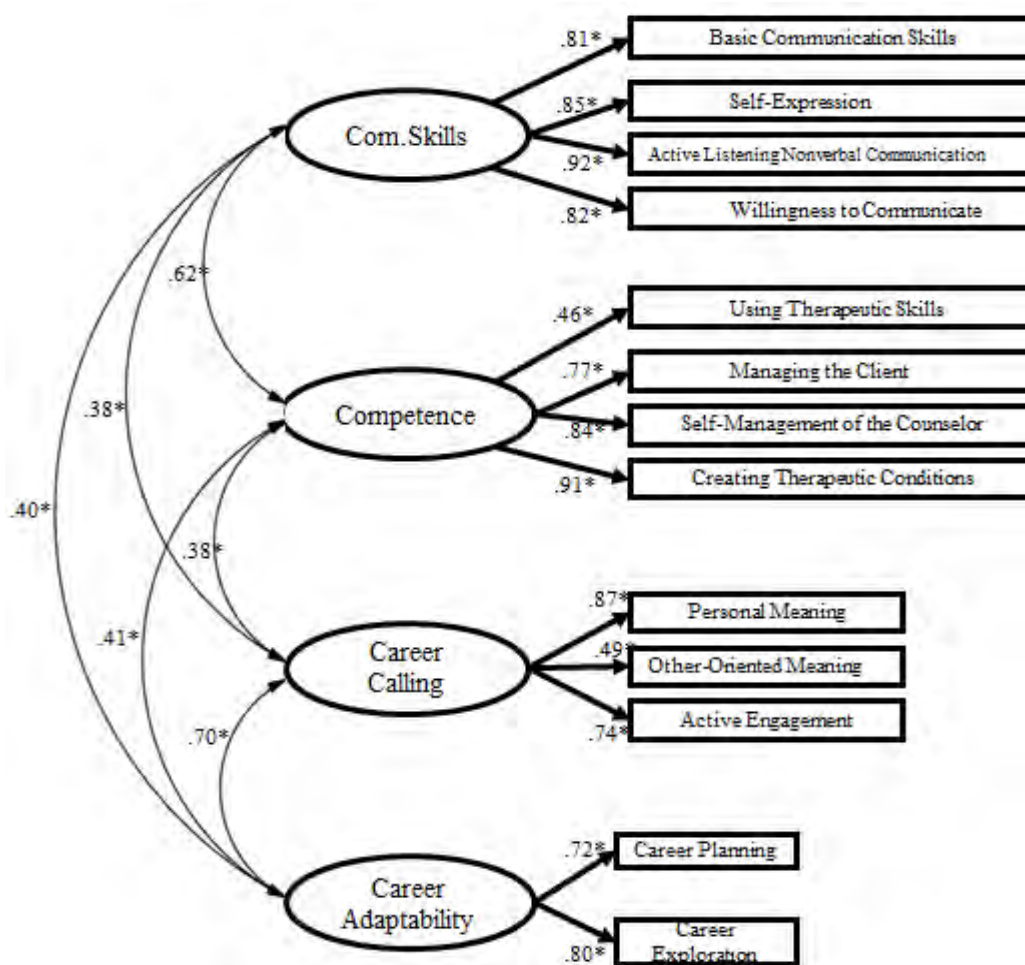 .81*
Basic Communication Skills
.85*
Self-Expression
Com.Skills
.92*
Active Listening Nonverbal Communication
.82*
Willingness to Communicate
.62*
.46*
Using Therapeutic Skills
.77*
Managing the Client
Competence
.84*
Self-Management of the Counselor
.91*
Creating Therapeutic Conditions
.38*
.40*
.38*
.41*
.87*
Personal Meaning
.49*
Other-Oriented Meaning
Career
Calling
.74*
Active Engagement
.70*
.72*
Career Planning
Career
Adaptability
.80*
Career
Exploration